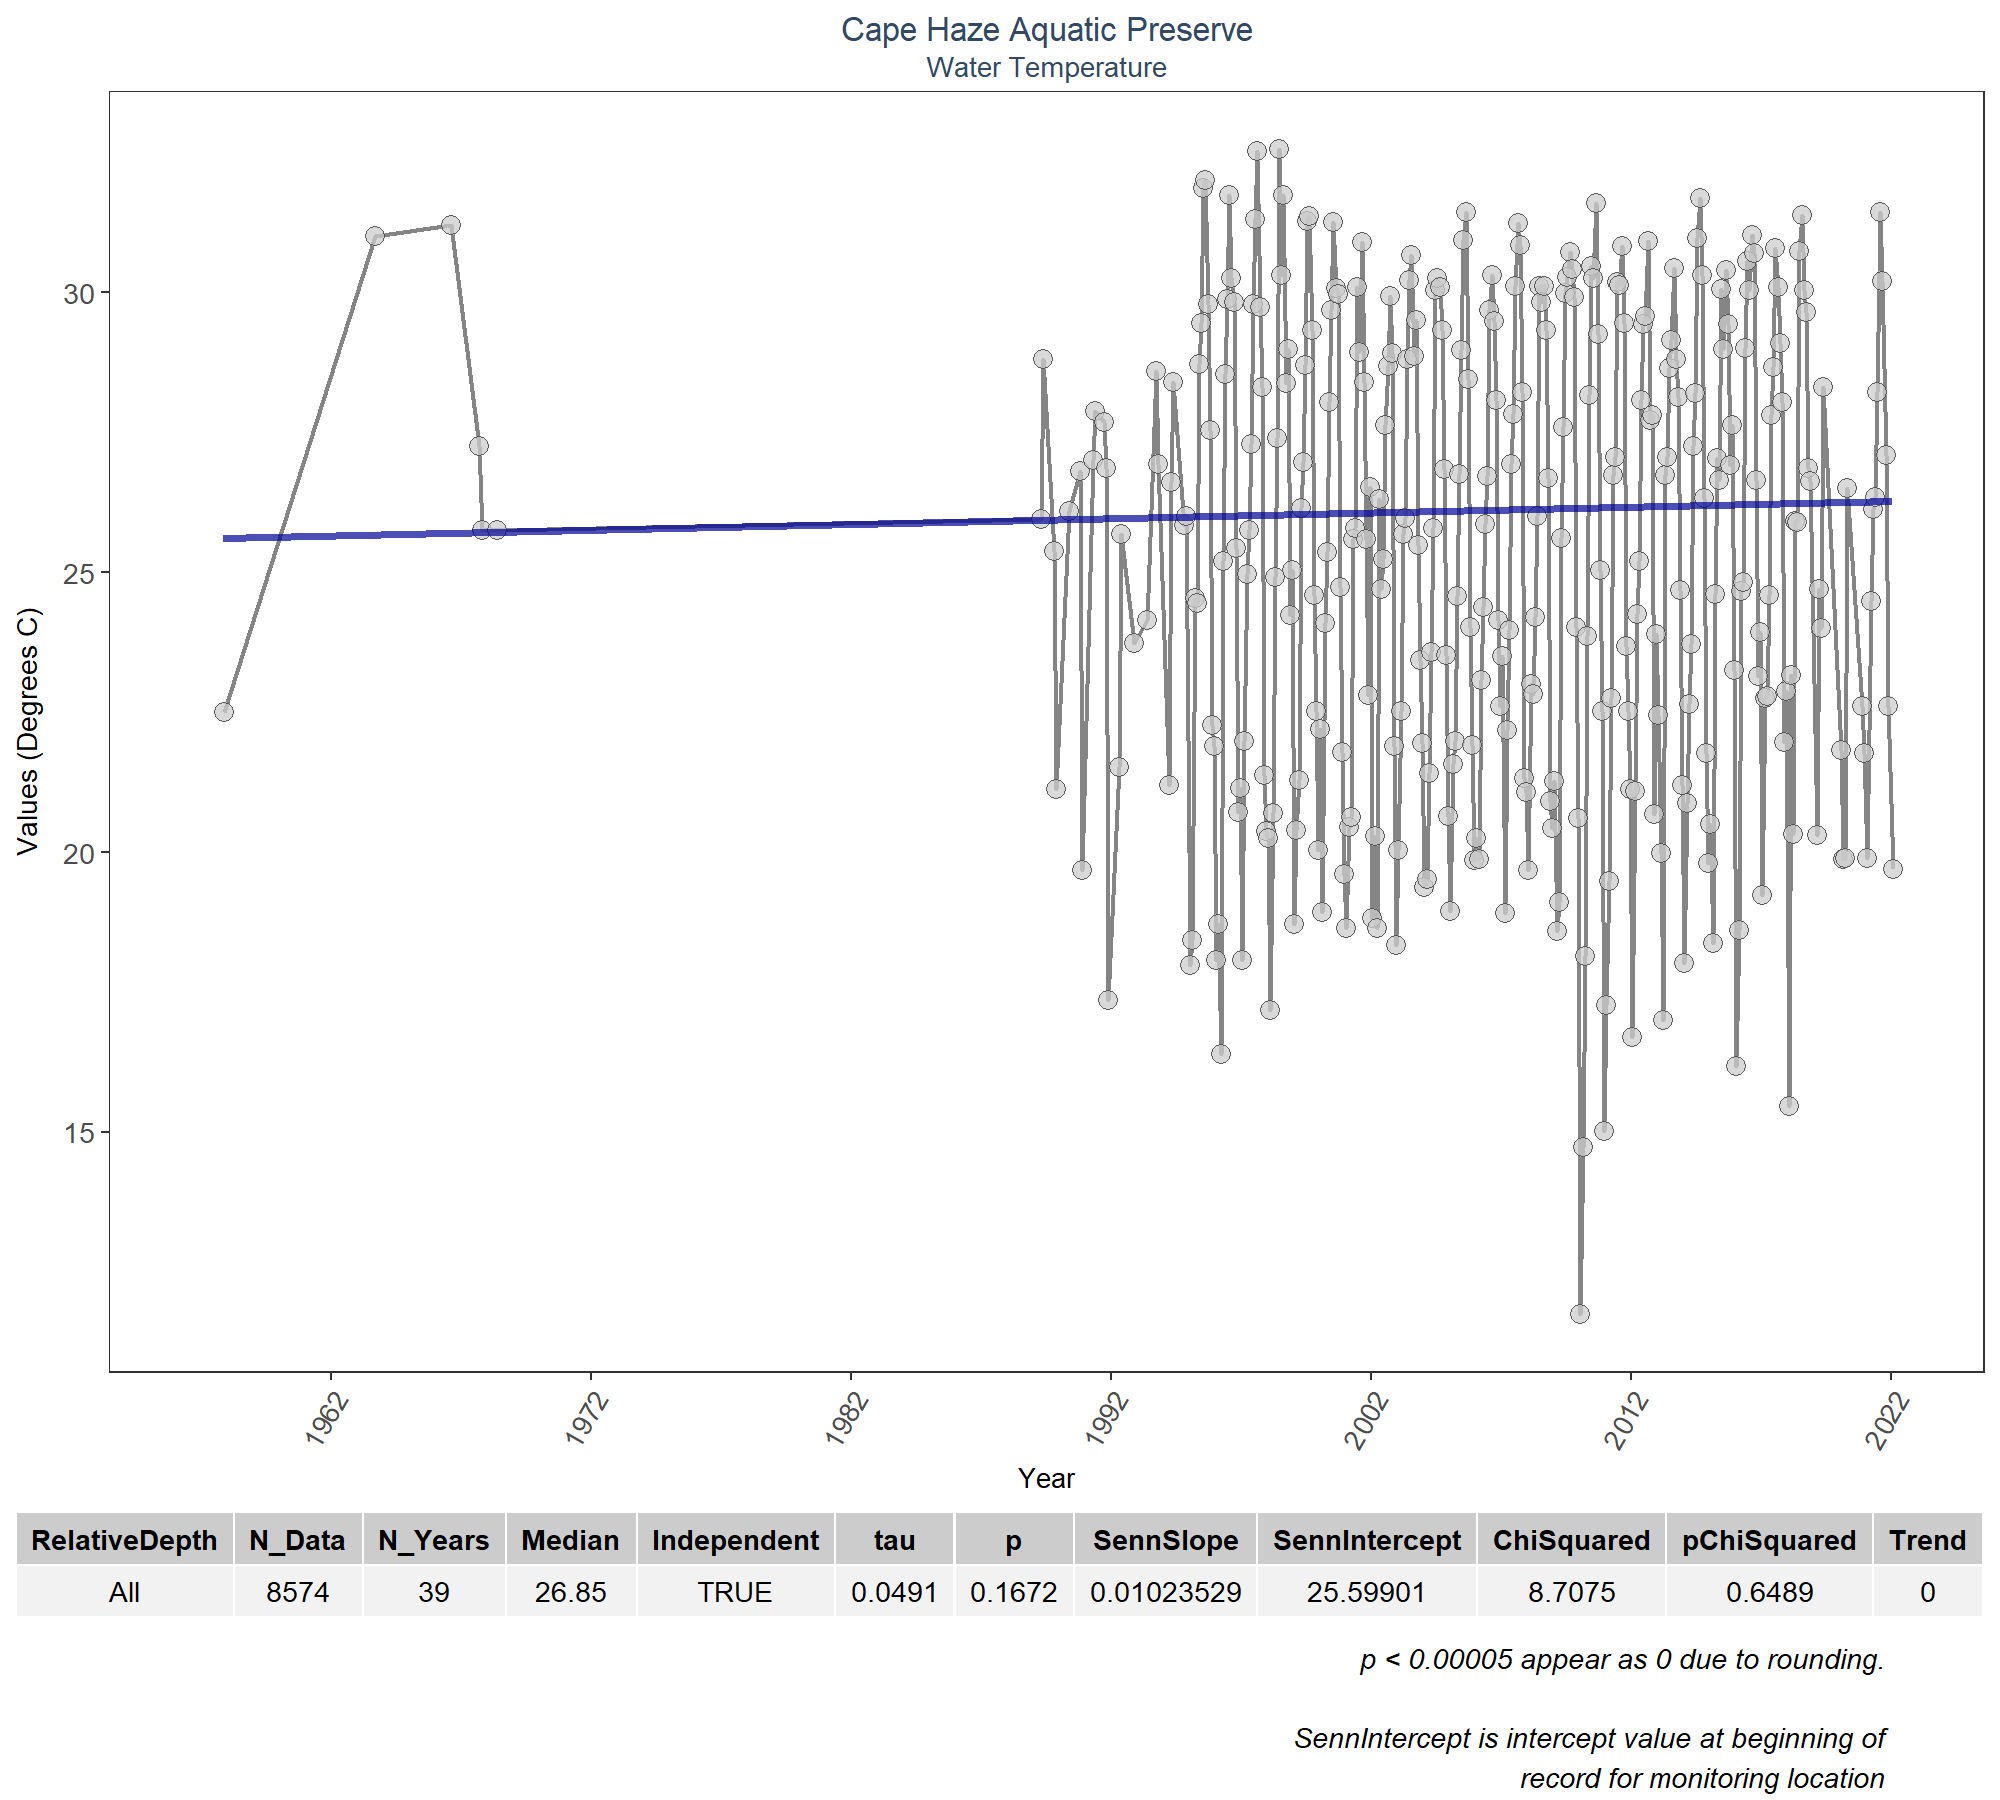 Cape Haze Aquatic Preserve
Water Temperature
Values (Degrees C)
30
25
20
15
1962
1972
1982
1992
2002
2012
2022
Year
RelativeDepth N_Data N_Years Median Independent tau p SennSlope SennIntercept ChiSquared pChiSquared Trend
All 8574 39 26.85 TRUE 0.0491 0.1672 0.01023529 25.59901 8.7075 0.6489 0
p < 0.00005 appear as 0 due to rounding.
SennIntercept is intercept value at beginning of
record for monitoring location